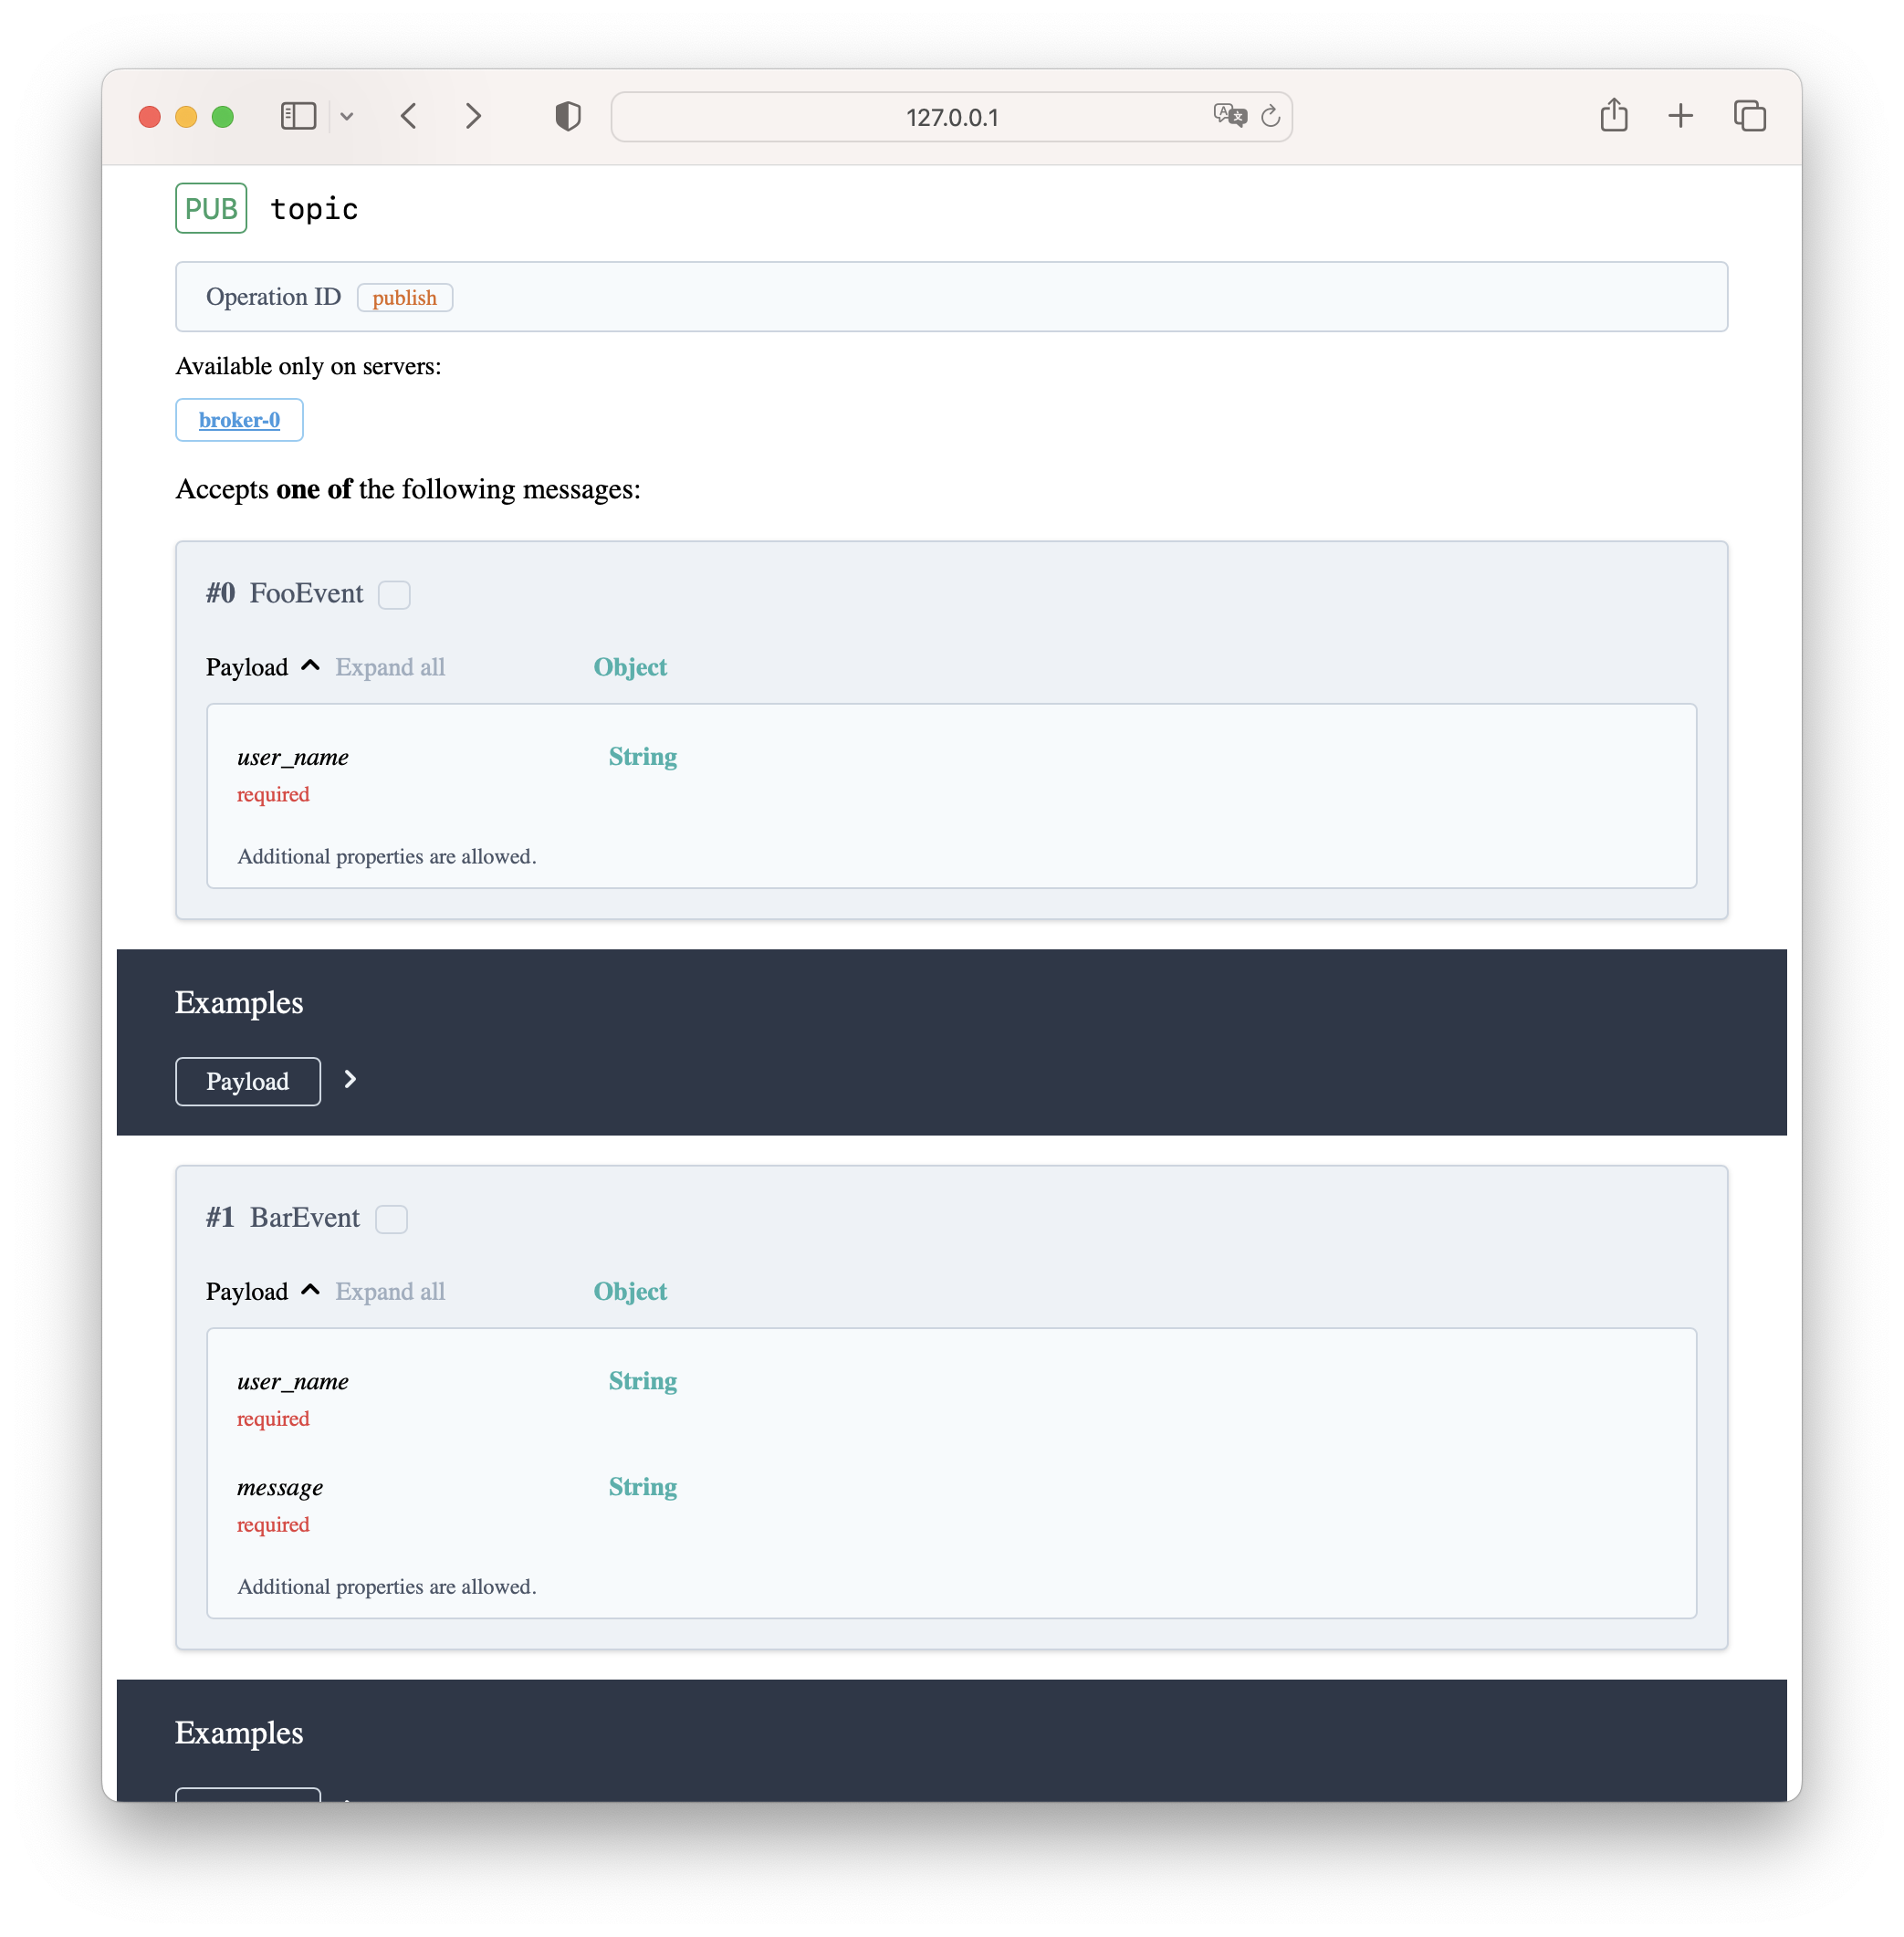 127.0.0.1
PUB topic
Operation ID publish
Available only on servers:
broker-0
Accepts one of the following messages:
#0 FooEvent
Payload Expand all Object
user_name String
required
Additional properties are allowed.
Examples
Payload
#1 BarEvent
Payload Expand all Object
user_name String
required
message String
required
Additional properties are allowed.
Examples